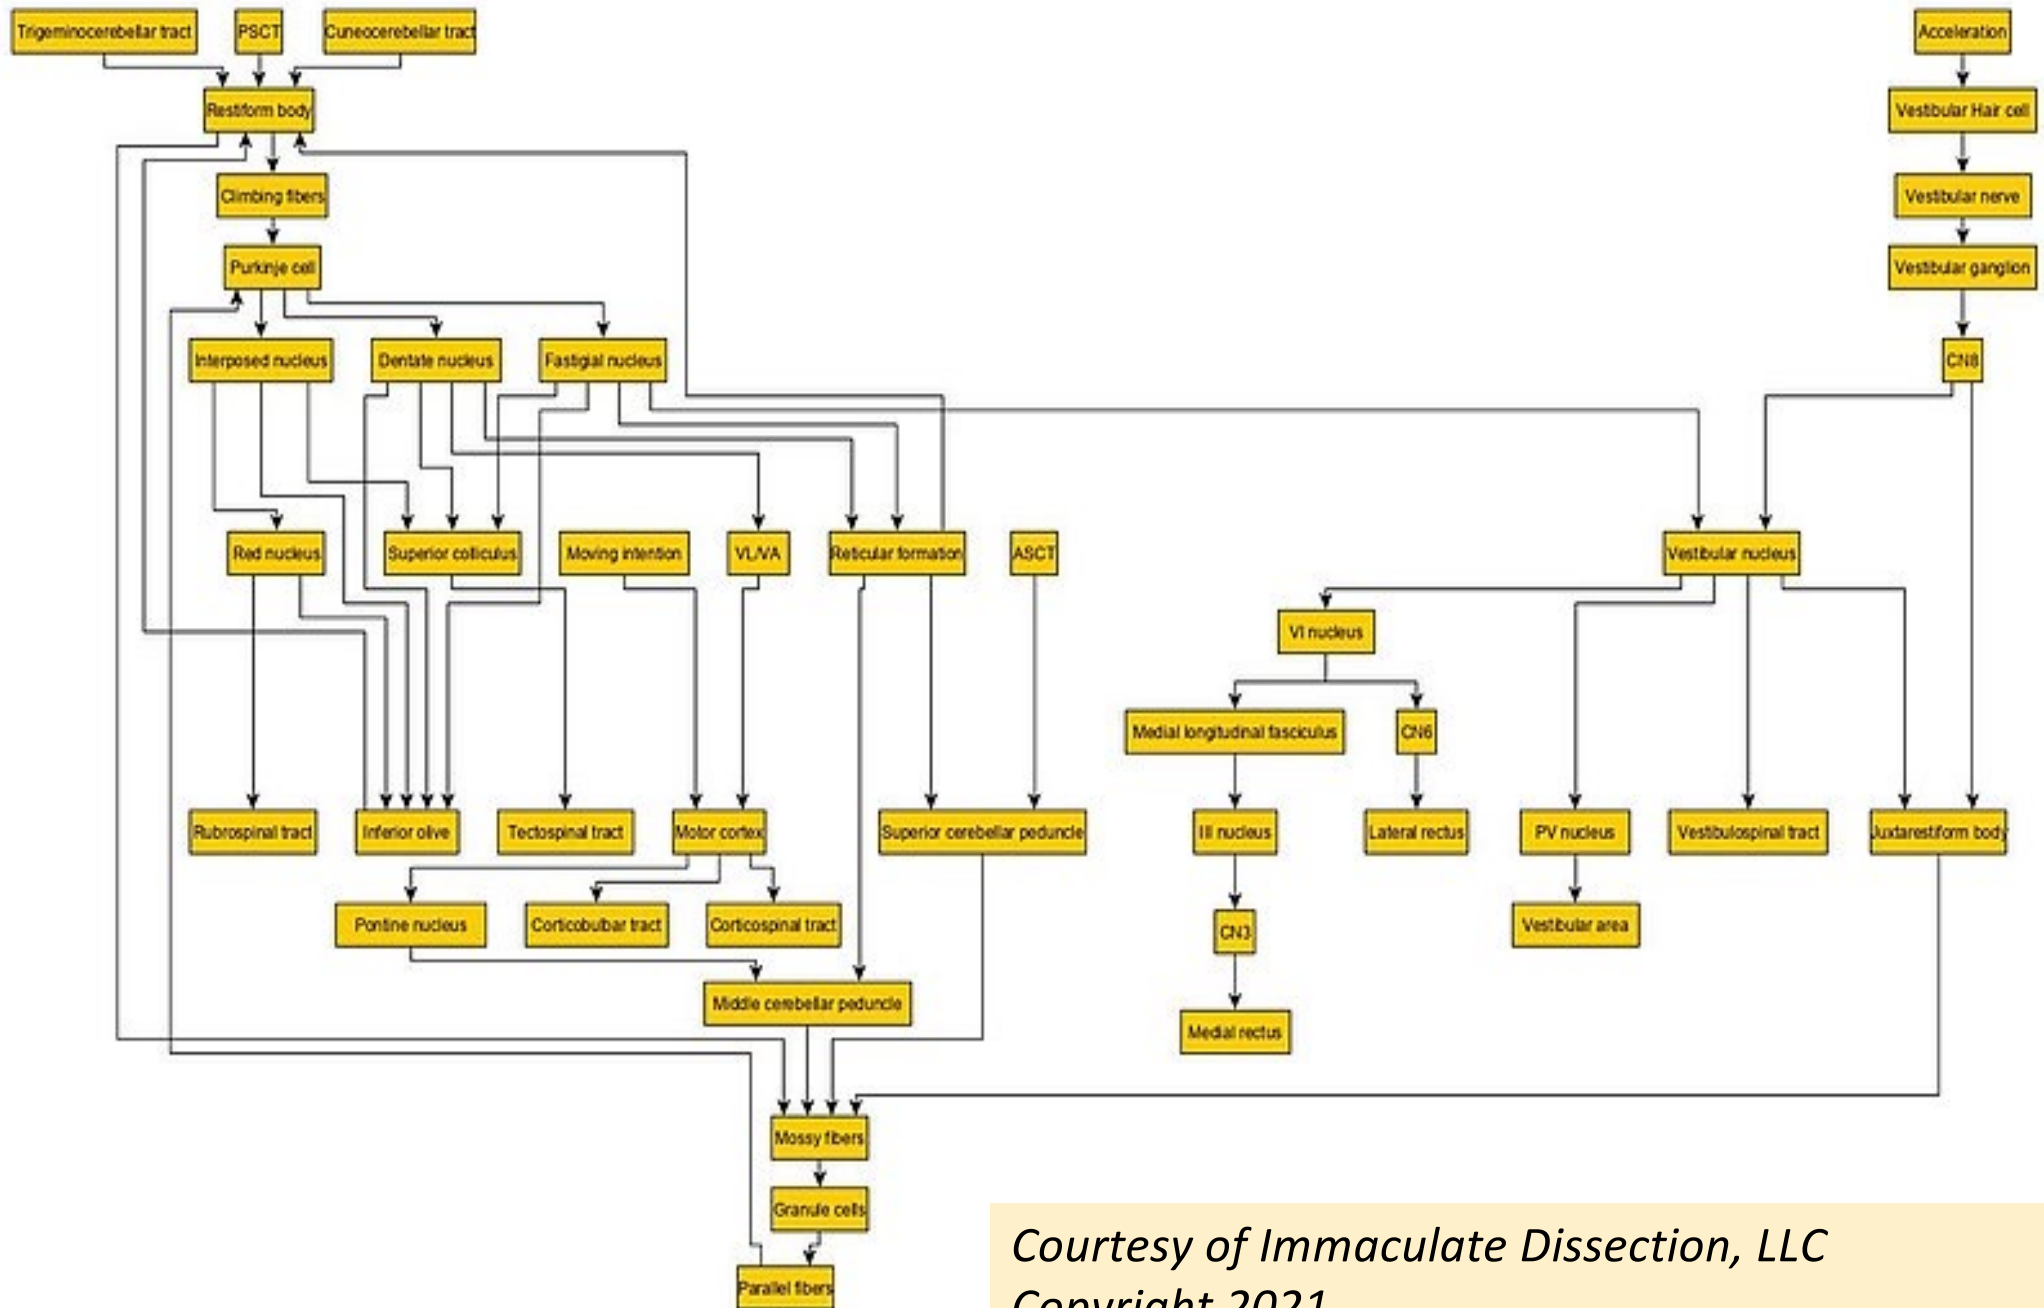 Trigeminocerebellar tract
PSCT
Cuneocerebellar tract
Acceleration
Restiform body
Vestibular Hair cell
Climbing fibers
Vestibular nerve
Purkinje cell
Vestibular ganglion
Interposed nucleus
Dentate nucleus
Fastigial nucleus
CN8
Red nucleus
Superior colliculus
Moving intention
VL/VA
Reticular formation
ASCT
Vestibular nucleus
VI nucleus
Medial longitudinal fasciculus
CN6
Rubrospinal tract
Inferior olive
Tectospinal tract
Motor cortex
Superior cerebellar peduncle
III nucleus
Lateral rectus
PV nucleus
Vestibulospinal tract
Juxtarestiform body
Pontine nucleus
Corticobulbar tract
Corticospinal tract
CN3
Vestibular area
Middle cerebellar peduncle
Medial rectus
Mossy fibers
Granule cells
Parallel fibers
Courtesy of Immaculate Dissection, LLC
Copyright 2021